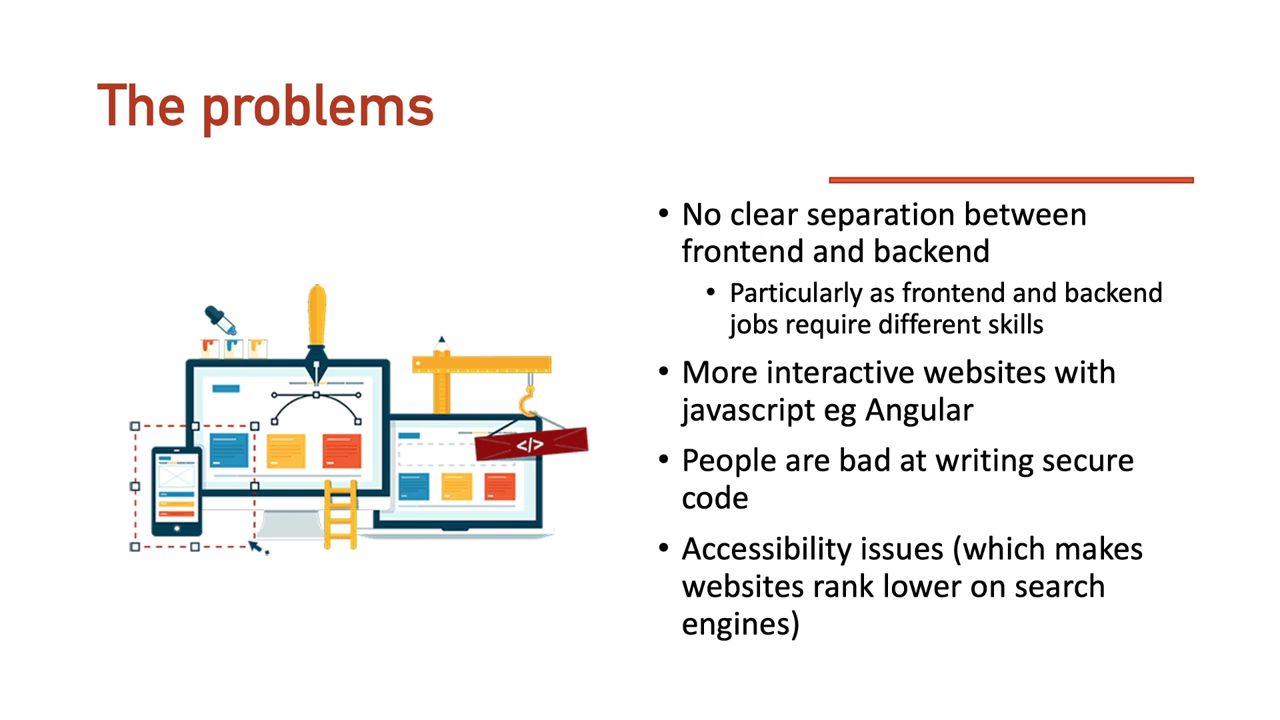 The problems
• No clear separation between
frontend and backend
• Particularly as frontend and backend
jobs require different skills
• More interactive websites with
javascript eg Angular
• People are bad at writing secure
code
• Accessibility issues (which makes
websites rank lower on search
engines)
</>